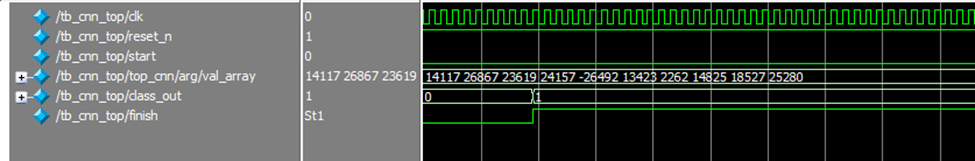 /tb_cnn_top/clk 0
/tb_cnn_top/reset_n 1
/tb_cnn_top/start 0
/tb_cnn_top/top_cnn/arg/val_array 14117 26867 23619 14117 26867 23619 24157 -26492 13423 2262 14825 18527 25280
/tb_cnn_top/class_out 1 0 1
/tb_cnn_top/finish St1